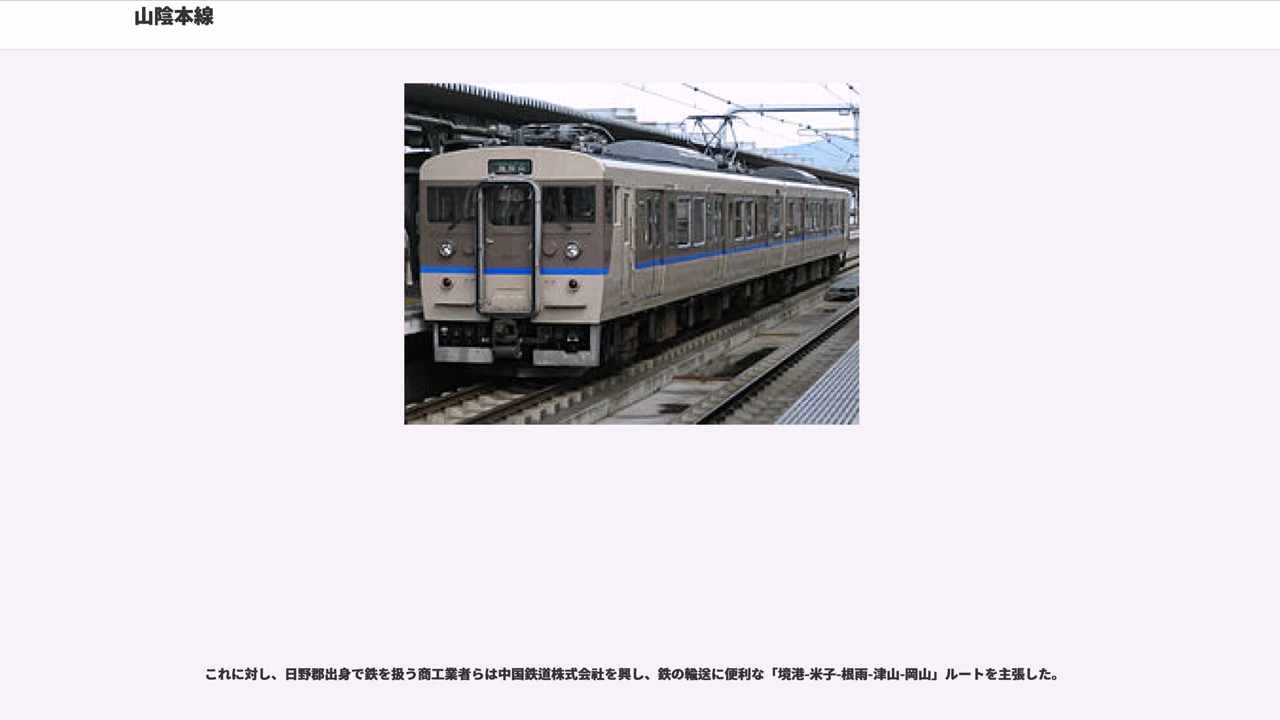 山陰本線
これに対し、日野郡出身で鉄を扱う商工業者らは中国鉄道株式会社を興し、鉄の輸送に便利な「境港-米子-根雨-津山-岡山」ルートを主張した。